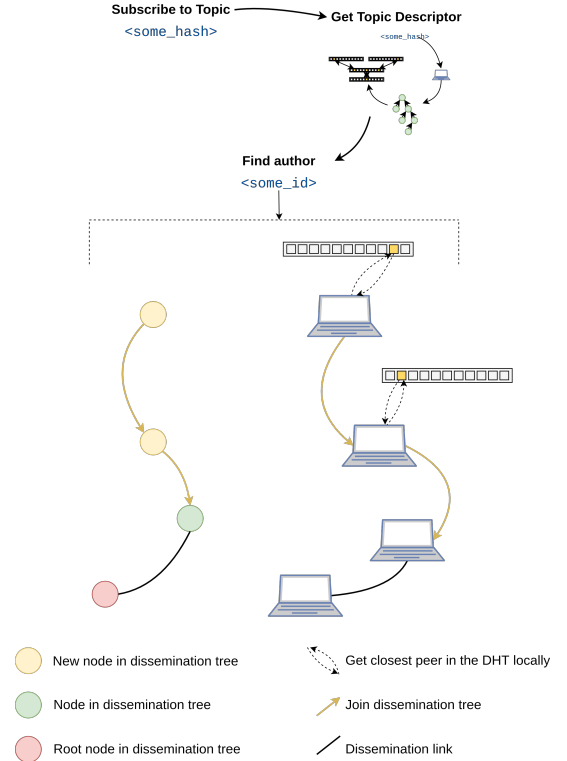 Subscribe to Topic
<some_hash>
Get Topic Descriptor
<some_hash>
Find author
<some_id>
New node in dissemination tree
Get closest peer in the DHT locally
Node in dissemination tree
Join dissemination tree
Root node in dissemination tree
Dissemination link